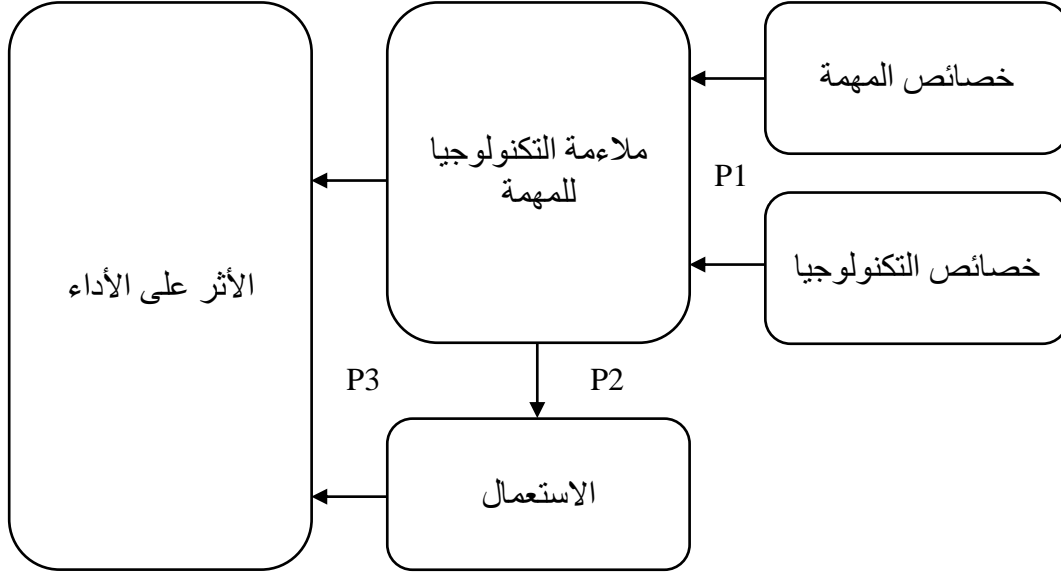 خصائص المهمة
ملاءمة التكنولوجيا
للمهمة
P1
خصائص التكنولوجيا
الأثر على الأداء
P3
P2
الاستعمال